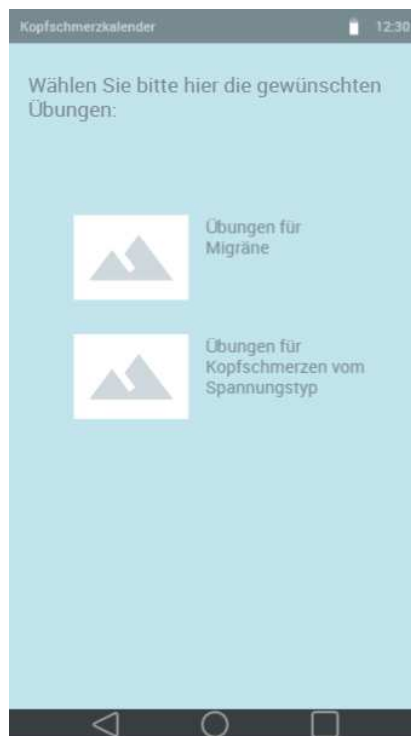 Kopfschmerzkalender 12:30
Wählen Sie bitte hier die gewünschten
Übungen:
Übungen für
Migräne
Übungen für
Kopfschmerzen vom
Spannungstyp